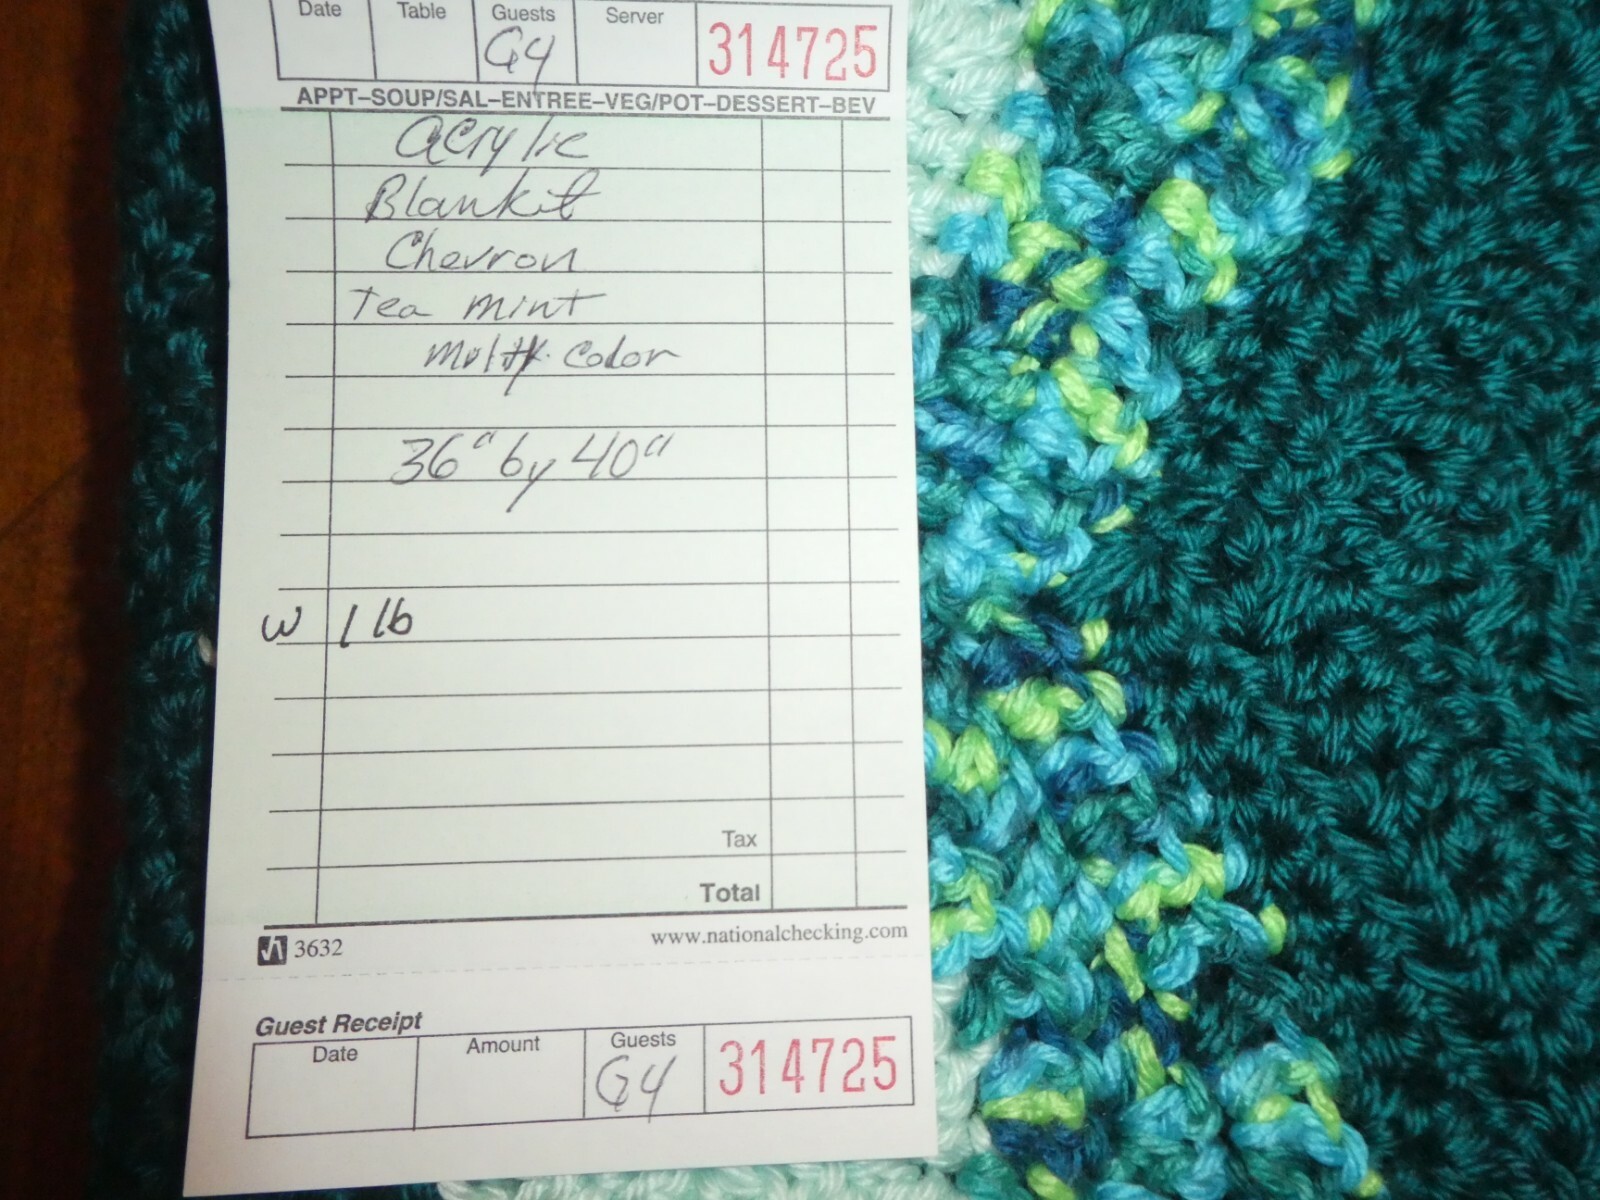 Date Table Guests Server
G4 314725
APPT–SOUP/SAL–ENTREE–VEG/POT–DESSERT–BEV
Acrylic
Blankit
Chevron
Tea mint
Multy. Color
36" by 40"
W 1 lb
Tax
Total
3632 www.nationalchecking.com
Guest Receipt
Date Amount Guests
G4 314725